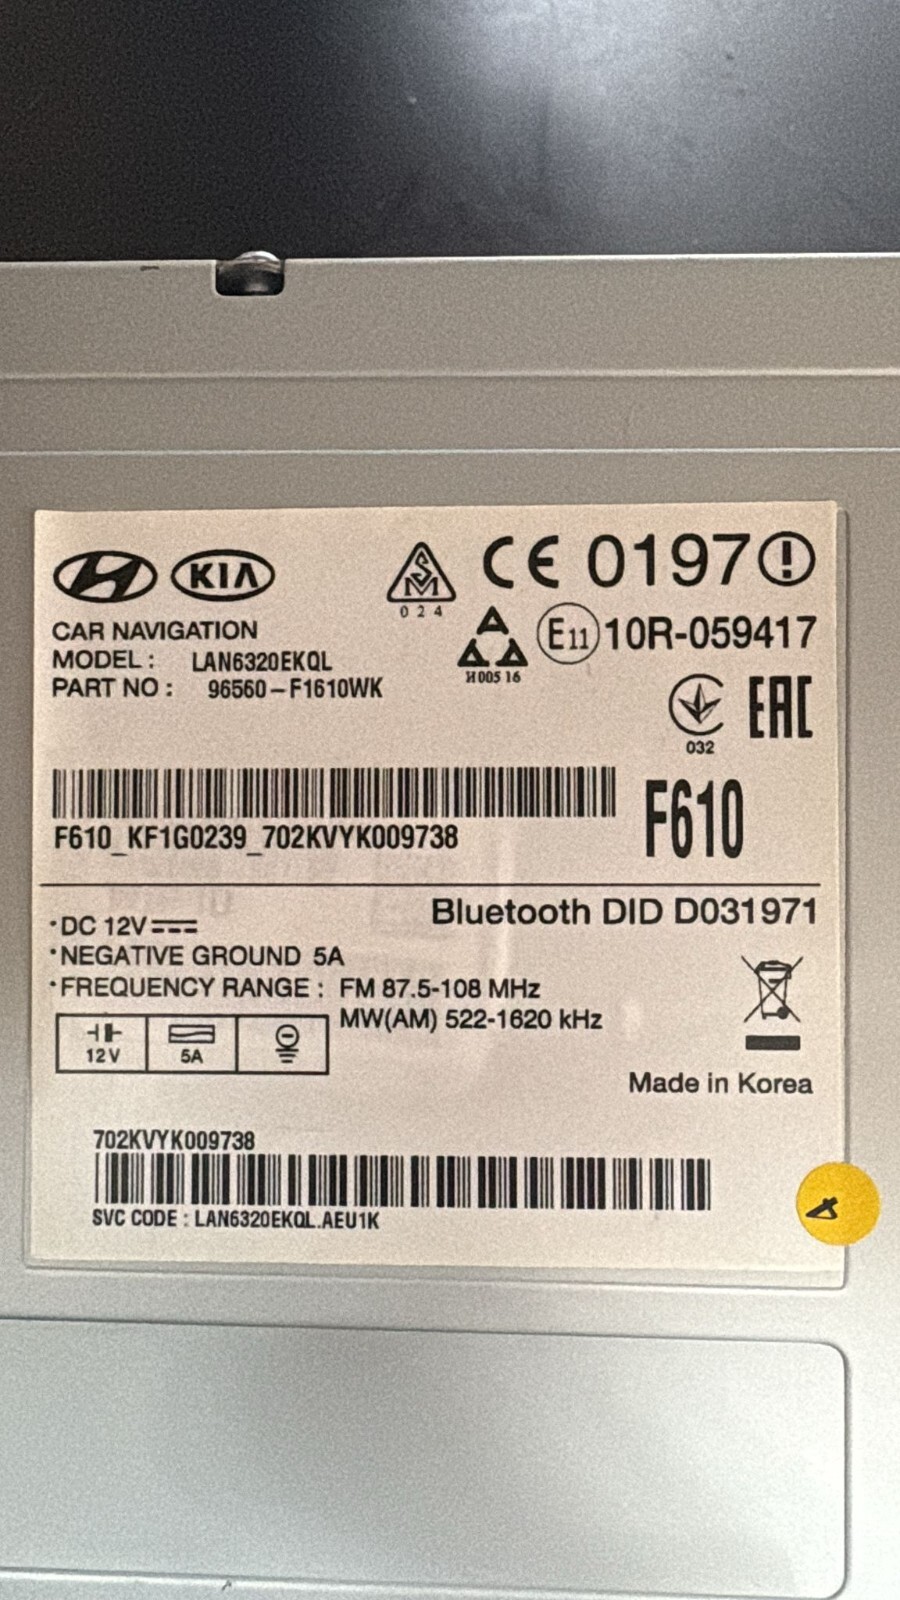 KIA
SM
024
CE 0197
CAR NAVIGATION
MODEL : LAN6320EKQL
PART NO : 96560-F1610WK
H00516
E11 10R-059417
032
EAC
F610_KF1G0239_702KVYK009738
F610
Bluetooth DID D031971
·DC 12V
·NEGATIVE GROUND 5A
·FREQUENCY RANGE : FM 87.5-108 MHz
MW(AM) 522-1620 kHz
12V
5A
Made in Korea
702KVYK009738
SVC CODE : LAN6320EKQL.AEU1K